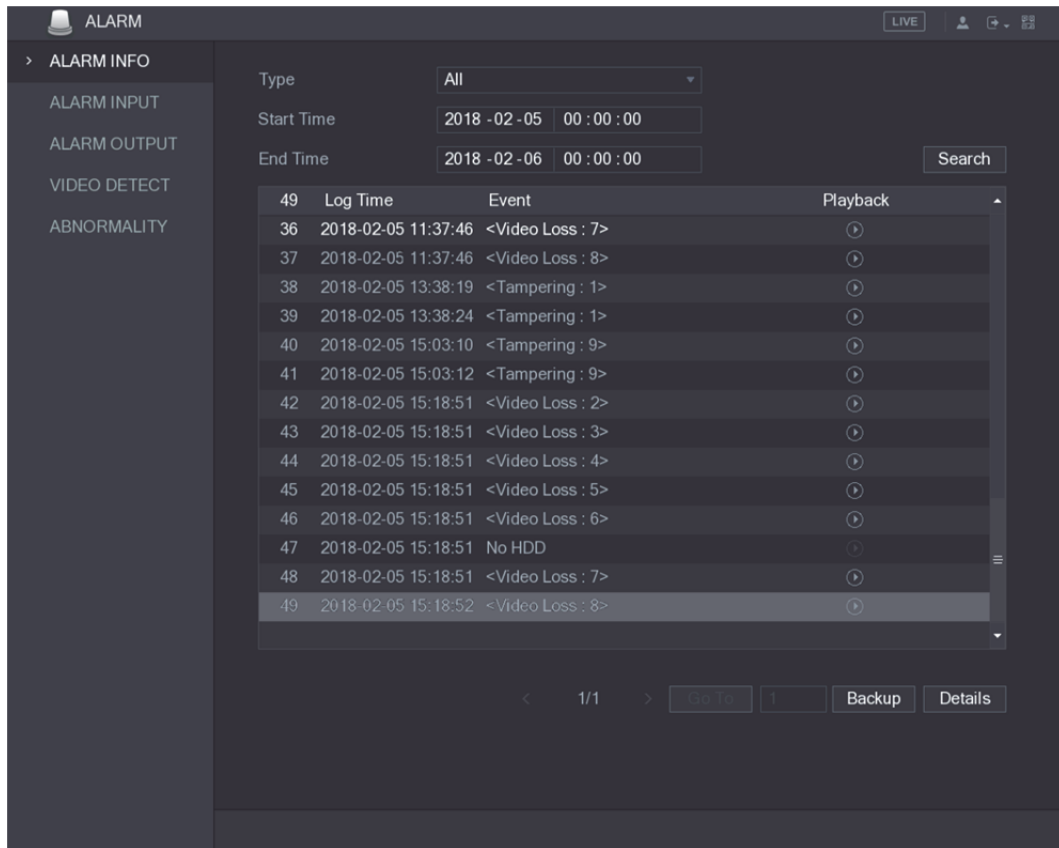 ALARM
LIVE
> ALARM INFO
ALARM INPUT
ALARM OUTPUT
VIDEO DETECT
ABNORMALITY
Type All
Start Time 2018 -02 -05 00 : 00 : 00
End Time 2018 -02 -06 00 : 00 : 00
Search
49 Log Time Event Playback
36 2018-02-05 11:37:46 <Video Loss : 7>
37 2018-02-05 11:37:46 <Video Loss : 8>
38 2018-02-05 13:38:19 <Tampering : 1>
39 2018-02-05 13:38:24 <Tampering : 1>
40 2018-02-05 15:03:10 <Tampering : 9>
41 2018-02-05 15:03:12 <Tampering : 9>
42 2018-02-05 15:18:51 <Video Loss : 2>
43 2018-02-05 15:18:51 <Video Loss : 3>
44 2018-02-05 15:18:51 <Video Loss : 4>
45 2018-02-05 15:18:51 <Video Loss : 5>
46 2018-02-05 15:18:51 <Video Loss : 6>
47 2018-02-05 15:18:51 No HDD
48 2018-02-05 15:18:51 <Video Loss : 7>
49 2018-02-05 15:18:52 <Video Loss : 8>
< 1/1 > Go To 1 Backup Details